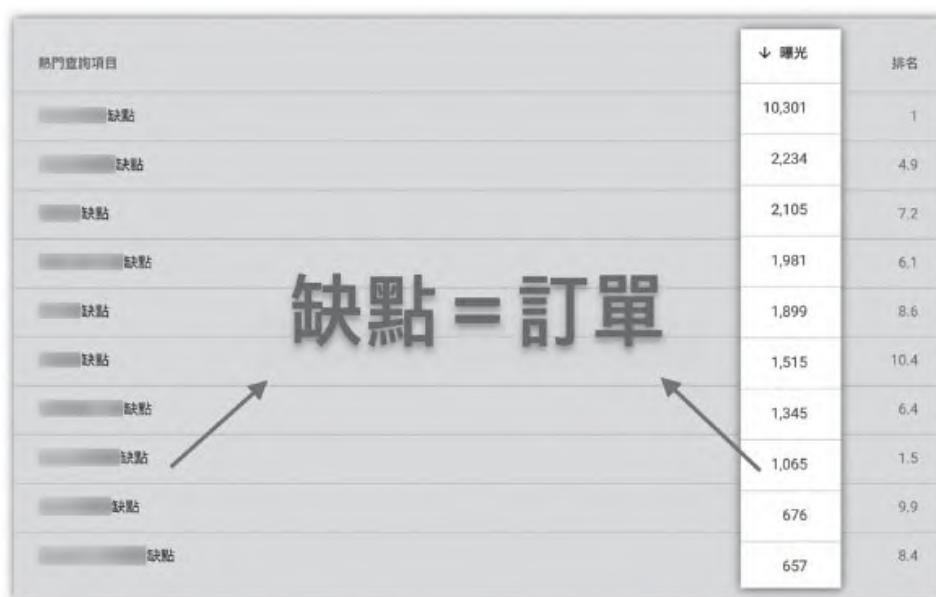 熱門查詢項目 ↓ 曝光 排名
缺點 10,301 1
缺點 2,234 4.9
缺點 2,105 7.2
缺點 1,981 6.1
缺點 1,899 8.6
缺點＝訂單
缺點 1,515 10.4
缺點 1,345 6.4
缺點 1,065 1.5
缺點 676 9.9
缺點 657 8.4